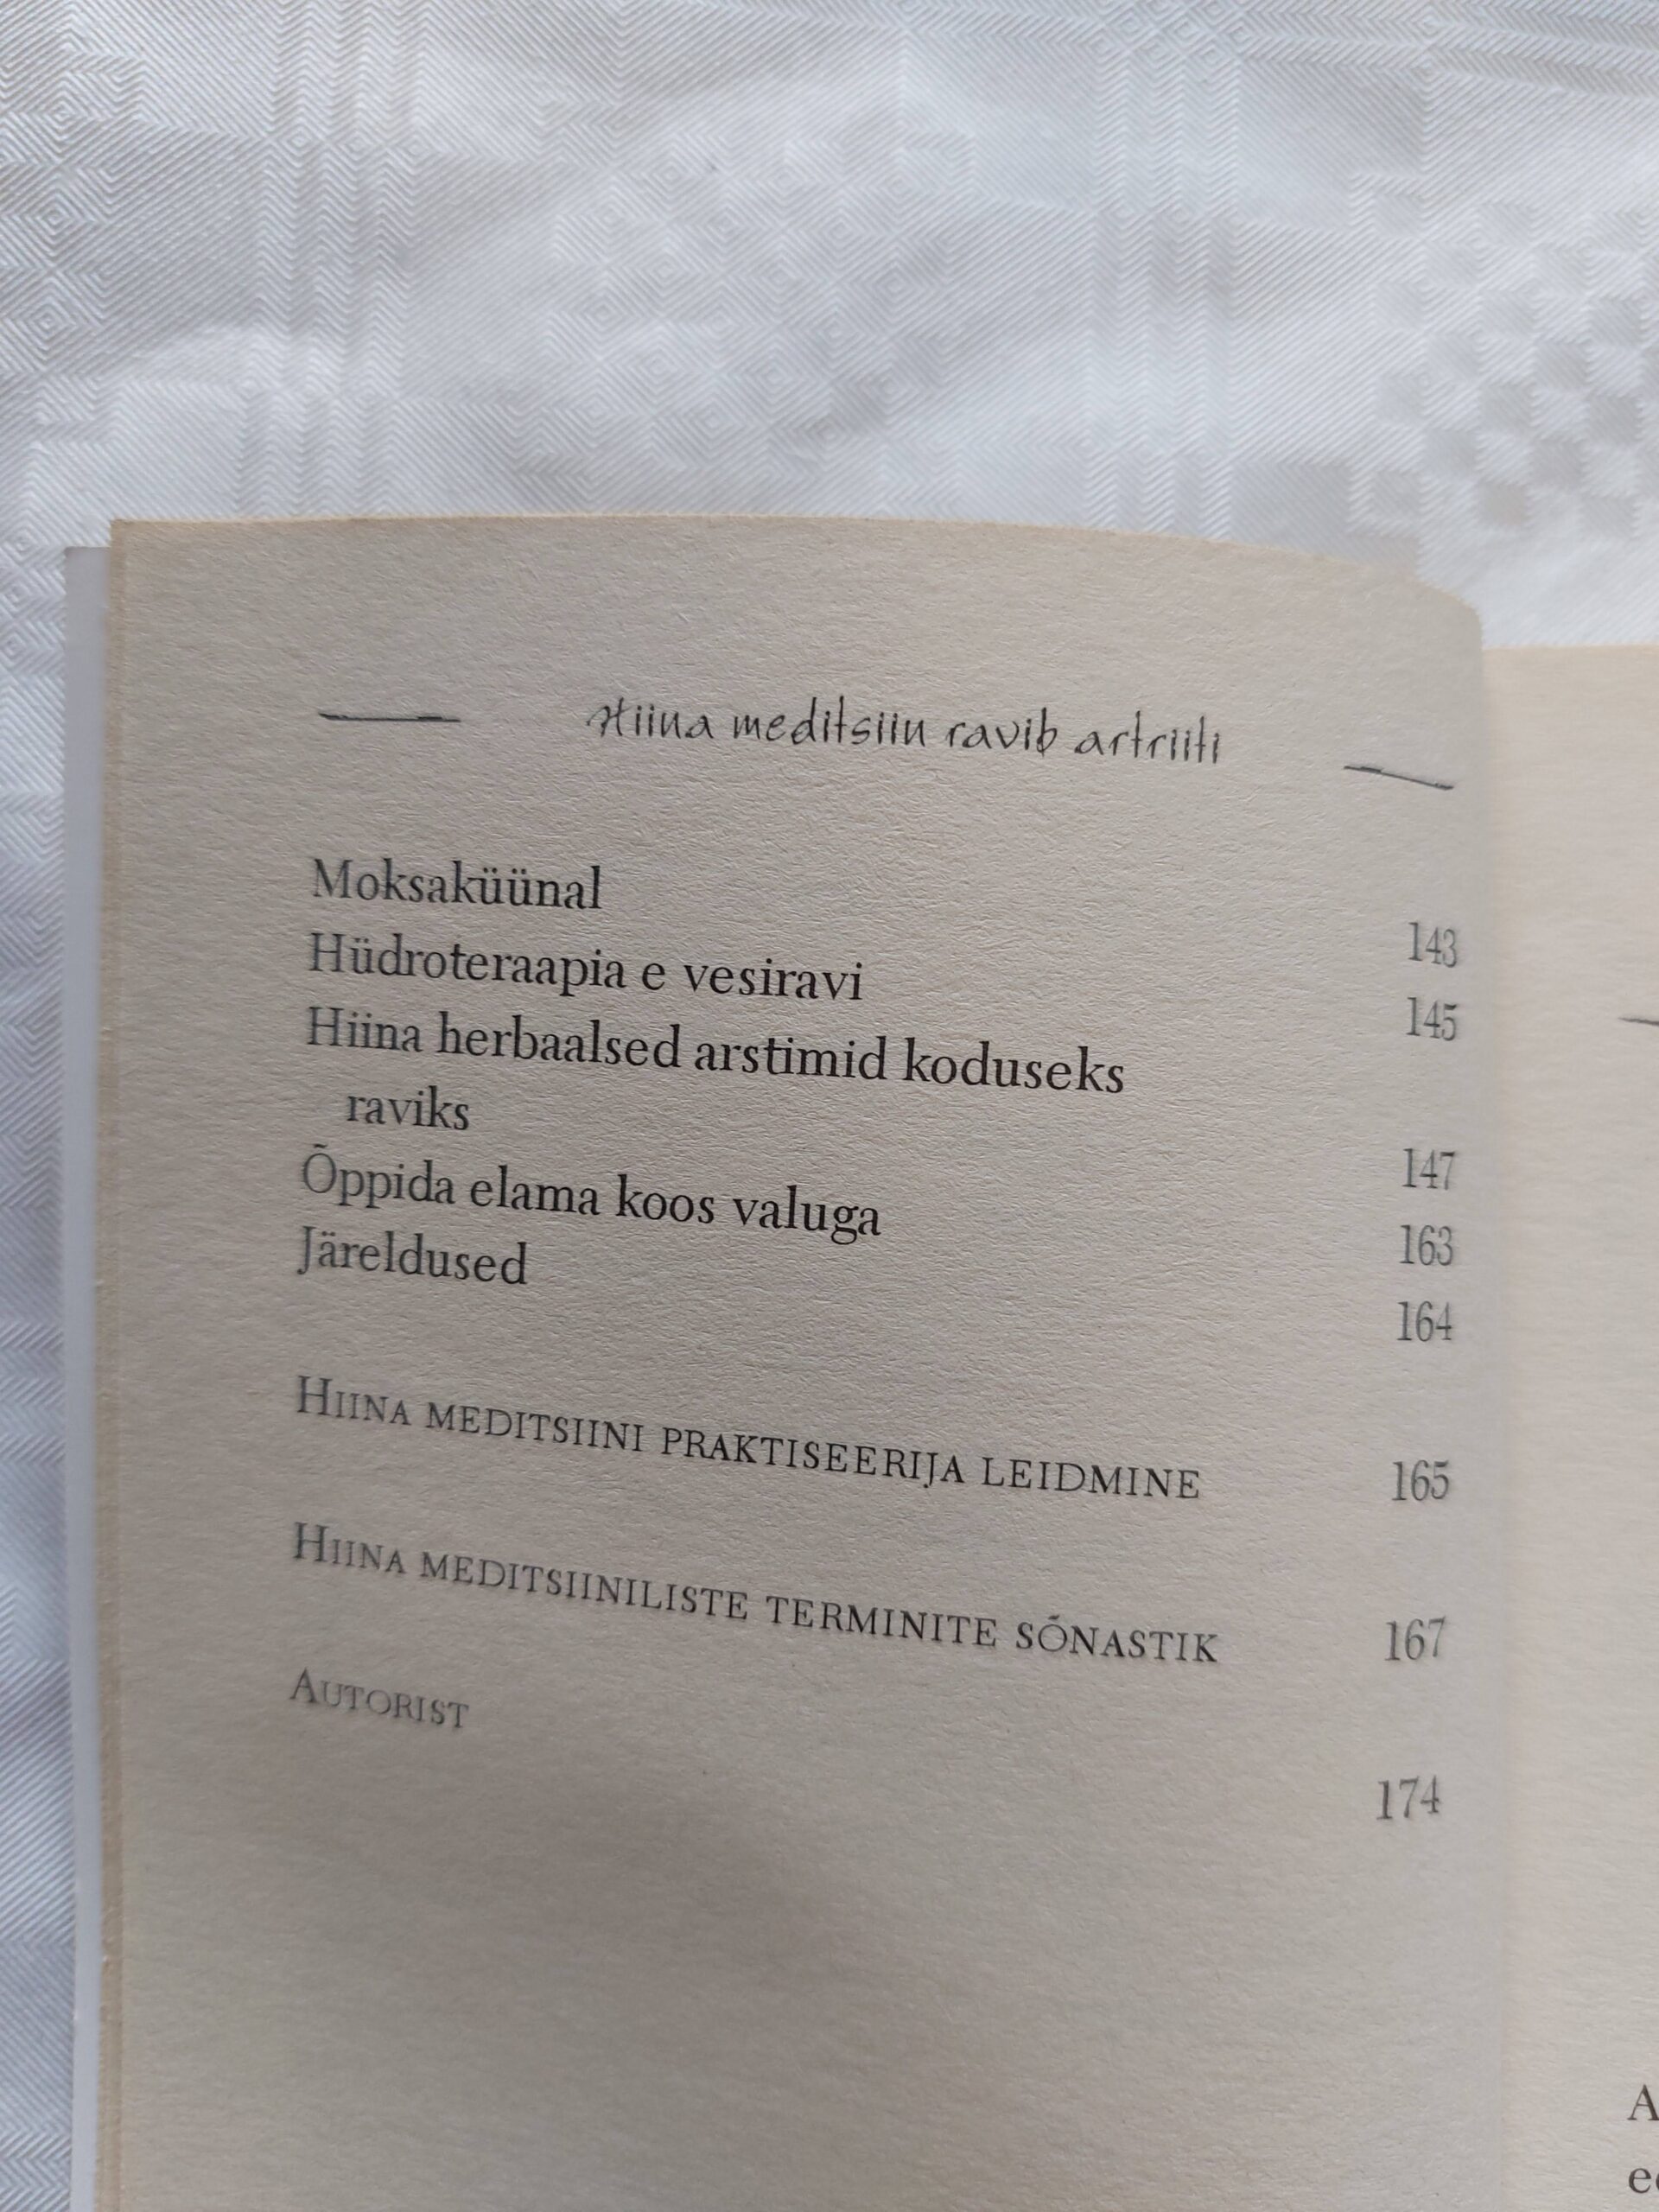 Hiina meditsiin ravib artriiti
Moksaküünal 143
Hüdroteraapia e vesiravi 145
Hiina herbaalsed arstimid koduseks
raviks 147
Õppida elama koos valuga 163
Järeldused 164
HIINA MEDITSIINI PRAKTISEERIJA LEIDMINE 165
HIINA MEDITSIINILISTE TERMINITE SÕNASTIK 167
AUTORIST 174